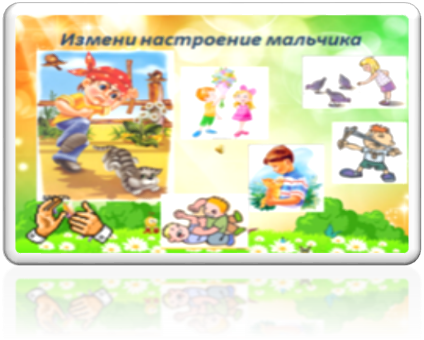 Измени настроение мальчика